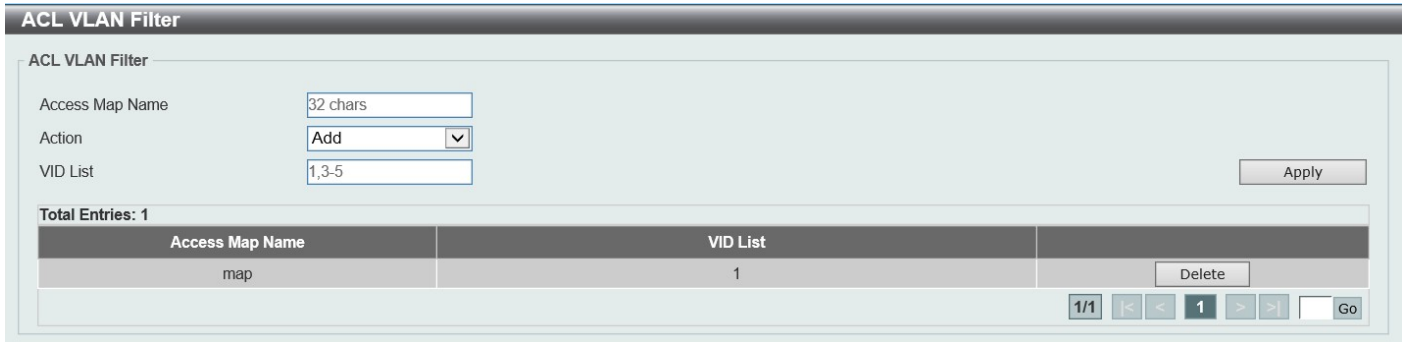 ACL VLAN Filter
ACL VLAN Filter
Access Map Name 32 chars
Action Add
VID List 1,3-5 Apply
Total Entries: 1
Access Map Name VID List
map 1 Delete
1/1 |< < 1 > >| Go